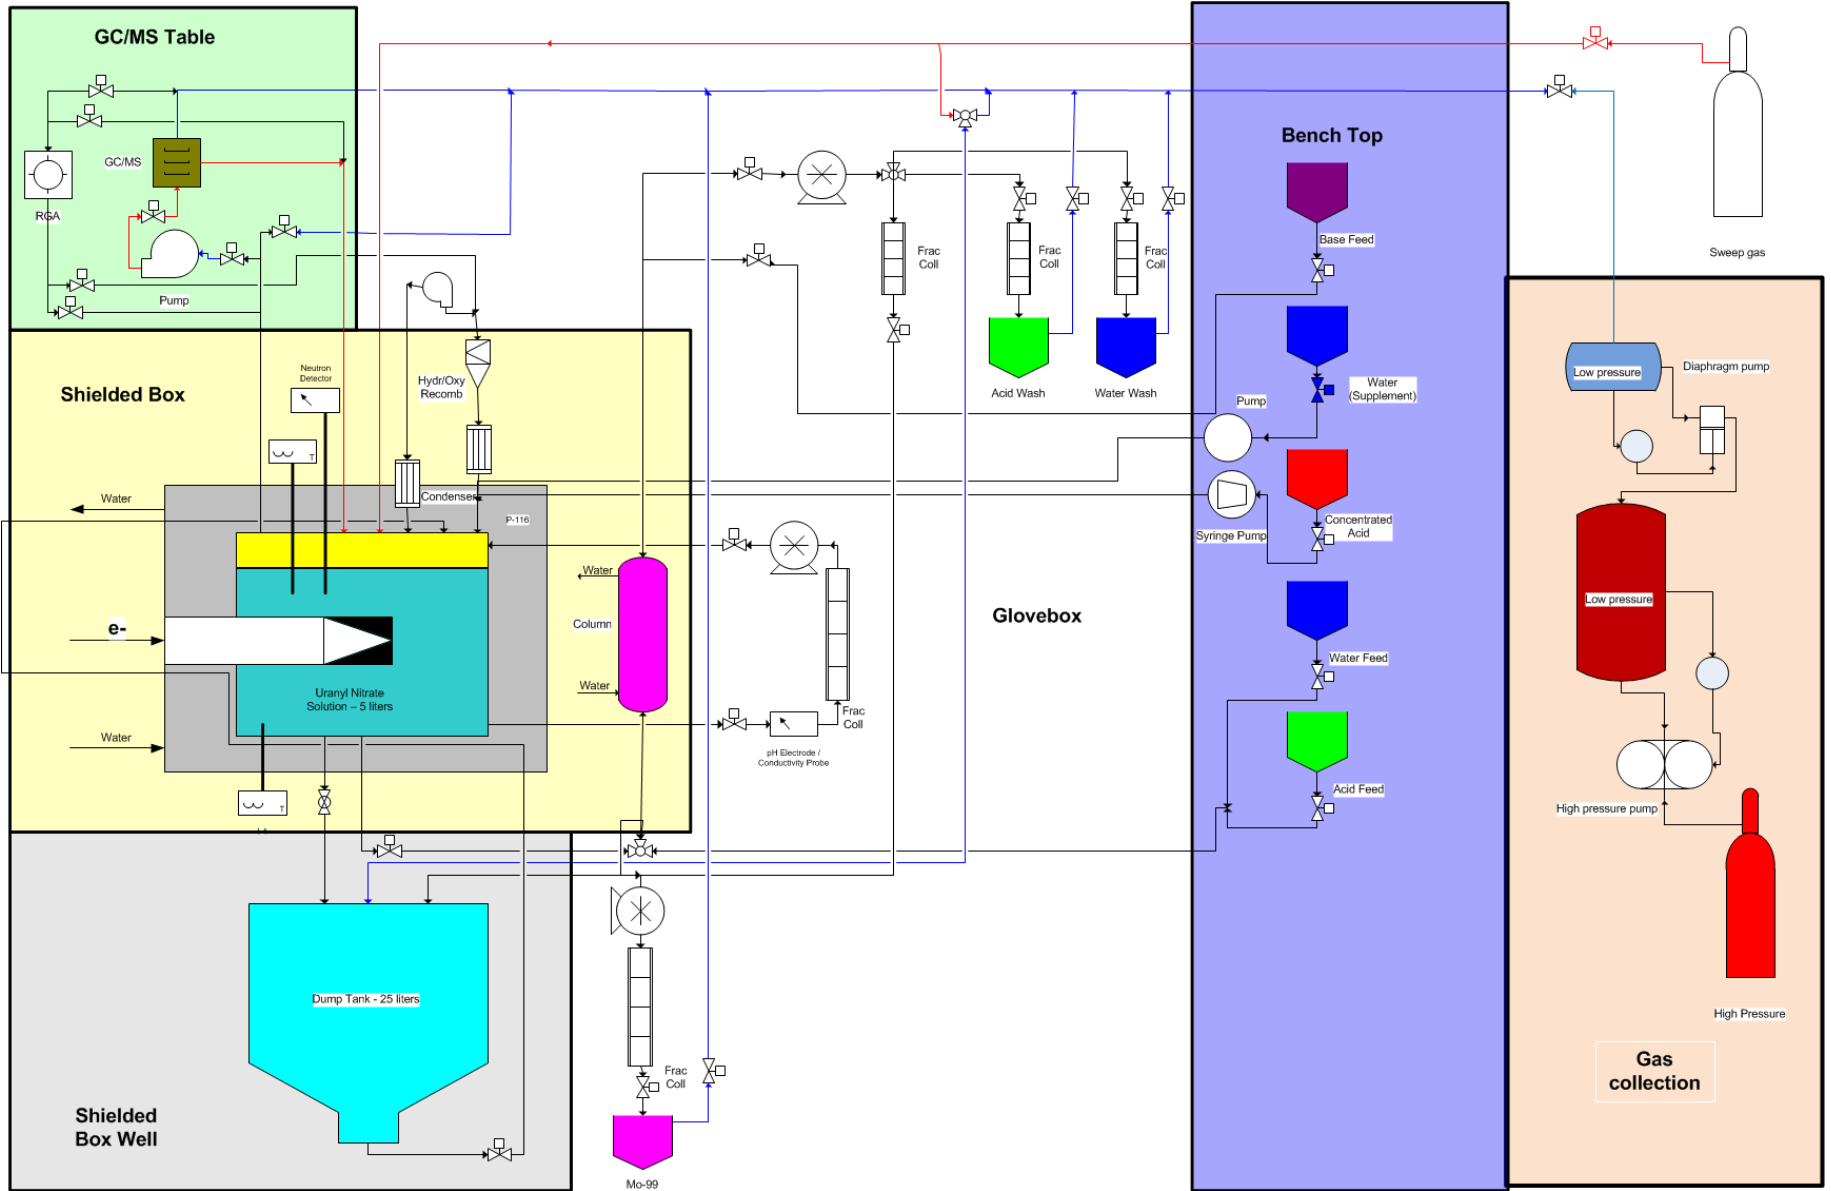 GC/MS Table
GC/MS
RGA
Pump
Shielded Box
Neutron
Detector
T
Hydr/Oxy
Recomb
Condenser
P-116
Water
e-
Water
Uranyl Nitrate
Solution – 5 liters
T
Water
Column
Water
Shielded
Box Well
Dump Tank - 25 liters
Frac
Coll
Mo-99
pH Electrode /
Conductivity Probe
Frac
Coll
Frac
Coll
Frac
Coll
Frac
Coll
Acid Wash
Water Wash
Glovebox
Bench Top
Base Feed
Water
(Supplement)
Pump
Concentrated
Acid
Syringe Pump
Water Feed
Acid Feed
Sweep gas
Low pressure
Diaphragm pump
Low pressure
High pressure pump
High Pressure
Gas
collection